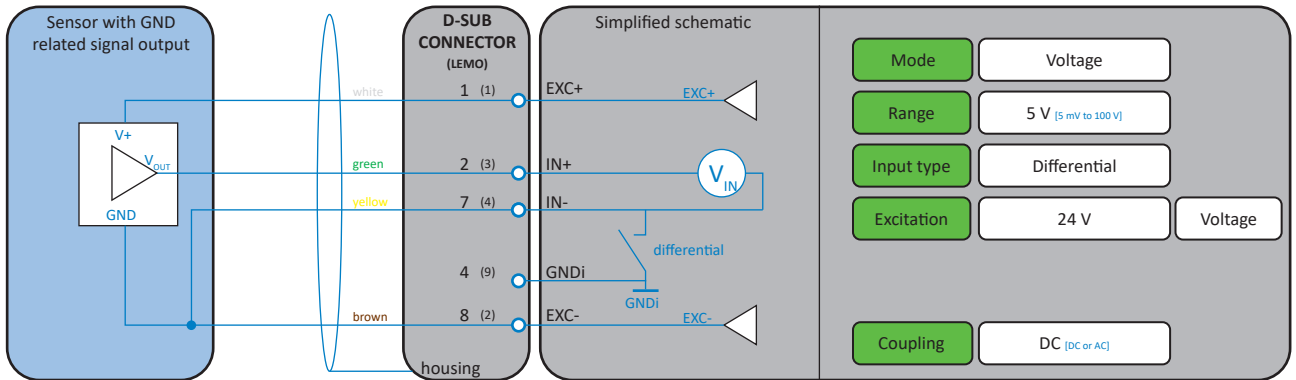 Sensor with GND
related signal output
V+
VOUT
GND
white
green
yellow
brown
D-SUB
CONNECTOR
(LEMO)
1 (1)
2 (3)
7 (4)
4 (9)
8 (2)
housing
Simplified schematic
EXC+
EXC+
IN+
VIN
IN-
differential
GNDi
GNDi
EXC-
EXC-
Mode Voltage
Range 5 V [5 mV to 100 V]
Input type Differential
Excitation 24 V Voltage
Coupling DC [DC or AC]